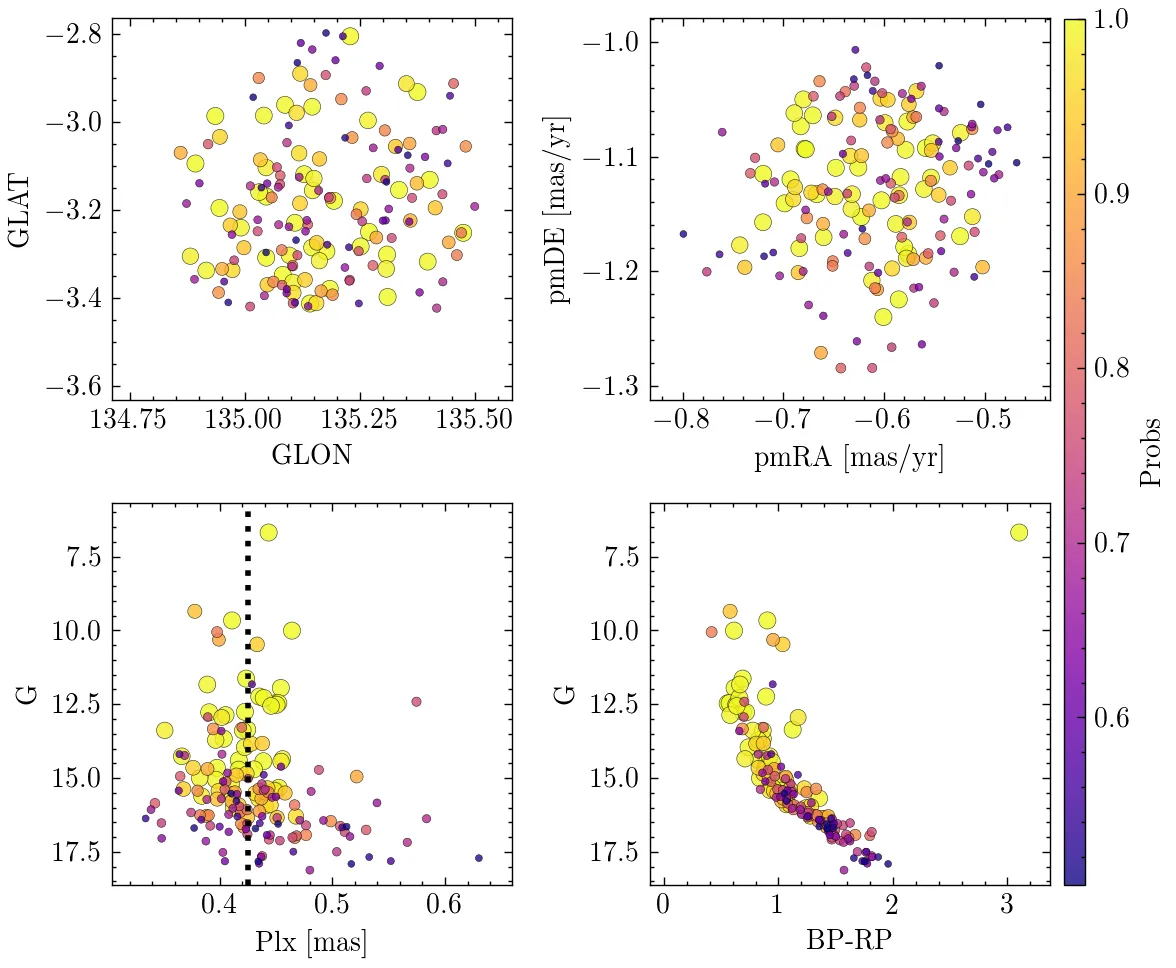 −2.8
−3.0
−3.2
−3.4
−3.6
GLAT
134.75 135.00 135.25 135.50
GLON
−1.0
−1.1
−1.2
−1.3
pmDE [mas/yr]
−0.8 −0.7 −0.6 −0.5
pmRA [mas/yr]
1.0
0.9
0.8
0.7
0.6
Probs
7.5
10.0
12.5
15.0
17.5
G
0.4 0.5 0.6
Plx [mas]
7.5
10.0
12.5
15.0
17.5
G
0 1 2 3
BP-RP